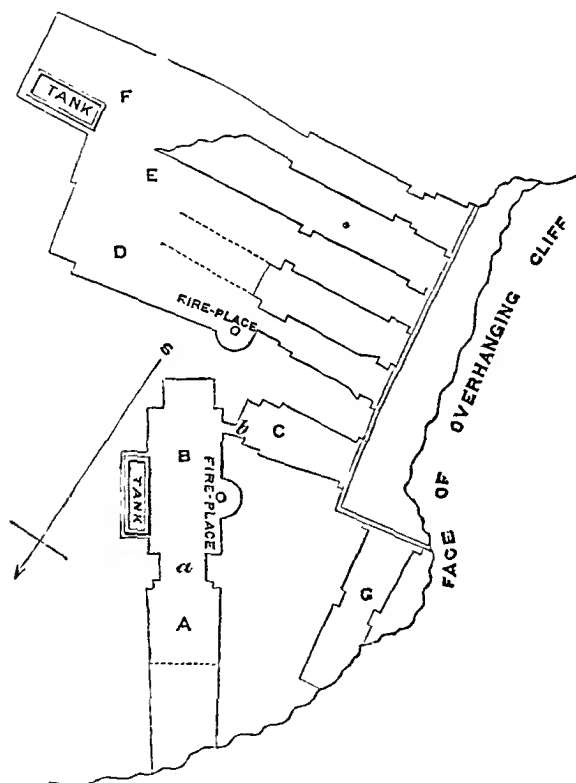 F
TANK
E
D
FIRE-PLACE
S
b
C
B
TANK
FIRE-PLACE
a
A
G
FACE OF OVERHANGING CLIFF